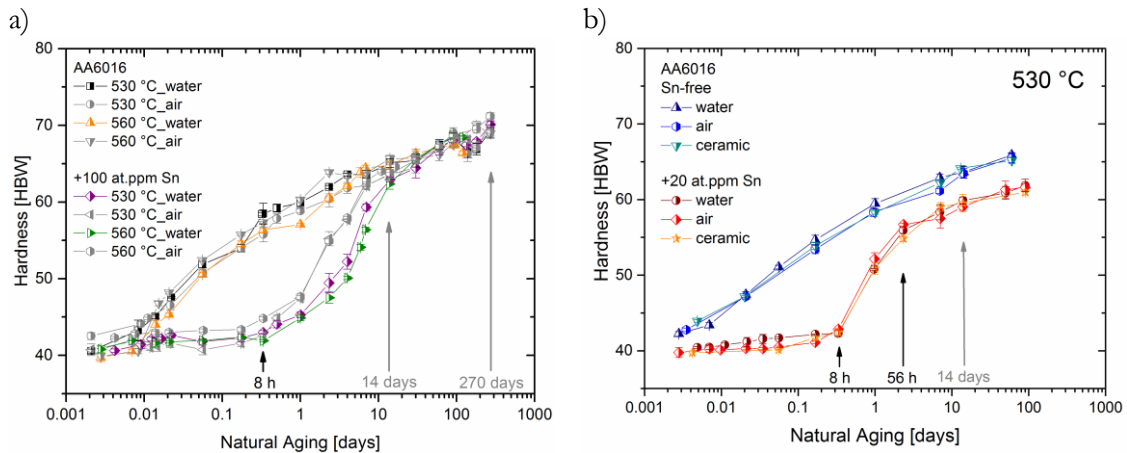 a)
80
70
60
50
40
Hardness [HBW]
AA6016
530 °C_water
530 °C_air
560 °C_water
560 °C_air
+100 at.ppm Sn
530 °C_water
530 °C_air
560 °C_water
560 °C_air
8 h
14 days
270 days
0.001 0.01 0.1 1 10 100 1000
Natural Aging [days]
b)
80
70
60
50
40
Hardness [HBW]
AA6016
Sn-free
water
air
ceramic
+20 at.ppm Sn
water
air
ceramic
530 °C
8 h
56 h
14 days
0.001 0.01 0.1 1 10 100 1000
Natural Aging [days]